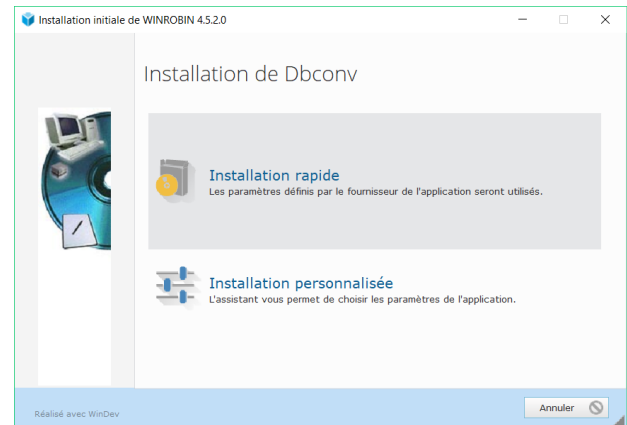 Installation initiale de WINROBIN 4.5.2.0
Installation de Dbconv
Installation rapide
Les paramètres définis par le fournisseur de l'application seront utilisés.
Installation personnalisée
L'assistant vous permet de choisir les paramètres de l'application.
Réalisé avec WinDev
Annuler